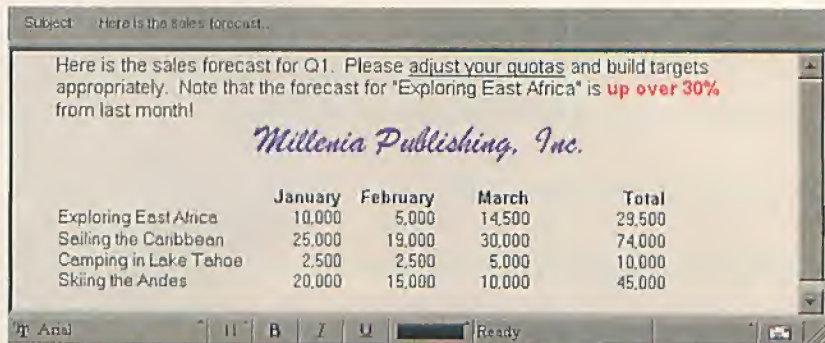 Subject: Here is the sales forecast..
Here is the sales forecast for Q1. Please adjust your quotas and build targets
appropriately. Note that the forecast for "Exploring East Africa" is up over 30%
from last month!
Millenia Publishing, Inc.
January February March Total
Exploring East Africa 10,000 5,000 14,500 29,500
Sailing the Caribbean 25,000 19,000 30,000 74,000
Camping in Lake Tahoe 2,500 2,500 5,000 10,000
Skiing the Andes 20,000 15,000 10,000 45,000
Arial 11 B I U Ready